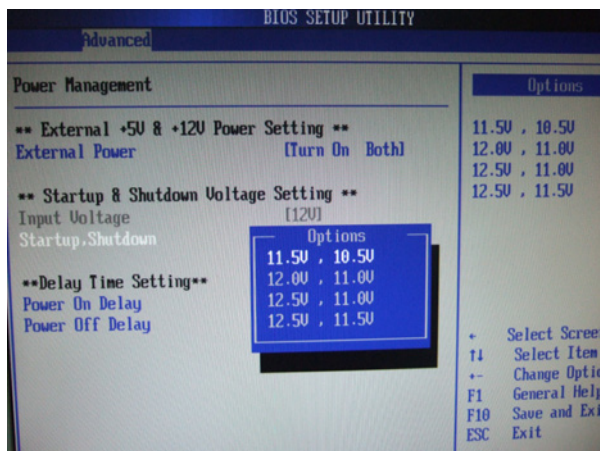 BIOS SETUP UTILITY
Advanced
Power Management
** External +5V & +12V Power Setting **
External Power [Turn On Both]
** Startup & Shutdown Voltage Setting **
Input Voltage [12V]
Startup,Shutdown
**Delay Time Setting**
Power On Delay
Power Off Delay
Options
11.5V , 10.5V
12.0V , 11.0V
12.5V , 11.0V
12.5V , 11.5V
Options
11.5V , 10.5V
12.0V , 11.0V
12.5V , 11.0V
12.5V , 11.5V
← Select Scree
↑↓ Select Item
+- Change Optio
F1 General Help
F10 Save and Exi
ESC Exit